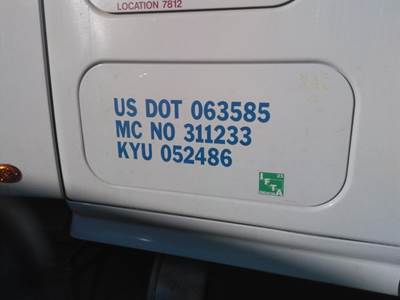 LOCATION 7812
US DOT 063585
MC NO 311233
KYU 052486
IFTA